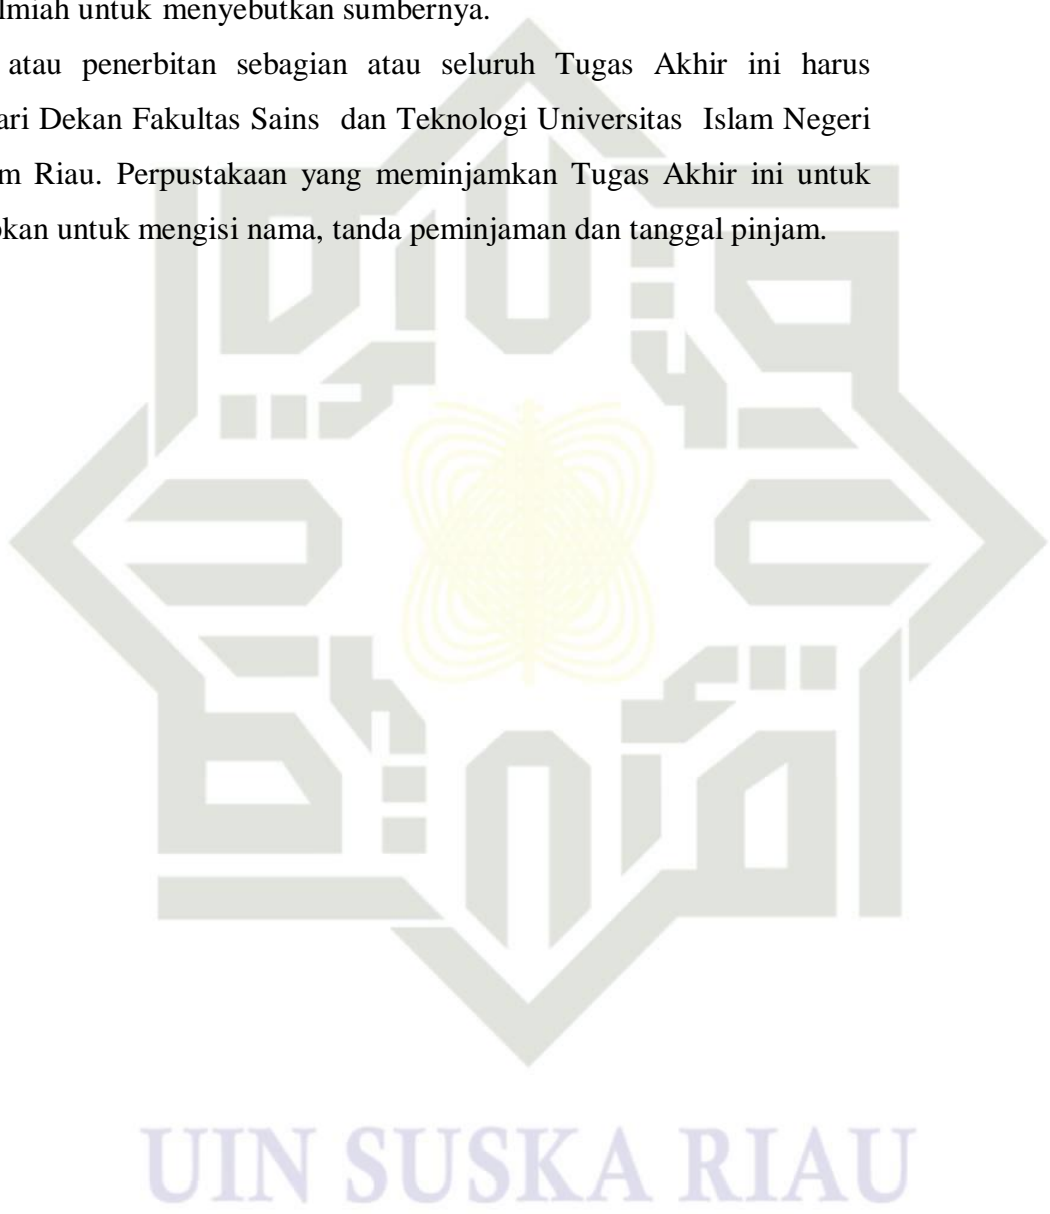 lmiah untuk menyebutkan sumbernya.
atau penerbitan sebagian atau seluruh Tugas Akhir ini harus
ari Dekan Fakultas Sains dan Teknologi Universitas Islam Negeri
m Riau. Perpustakaan yang meminjamkan Tugas Akhir ini untuk
kan untuk mengisi nama, tanda peminjaman dan tanggal pinjam.
UIN SUSKA RIAU